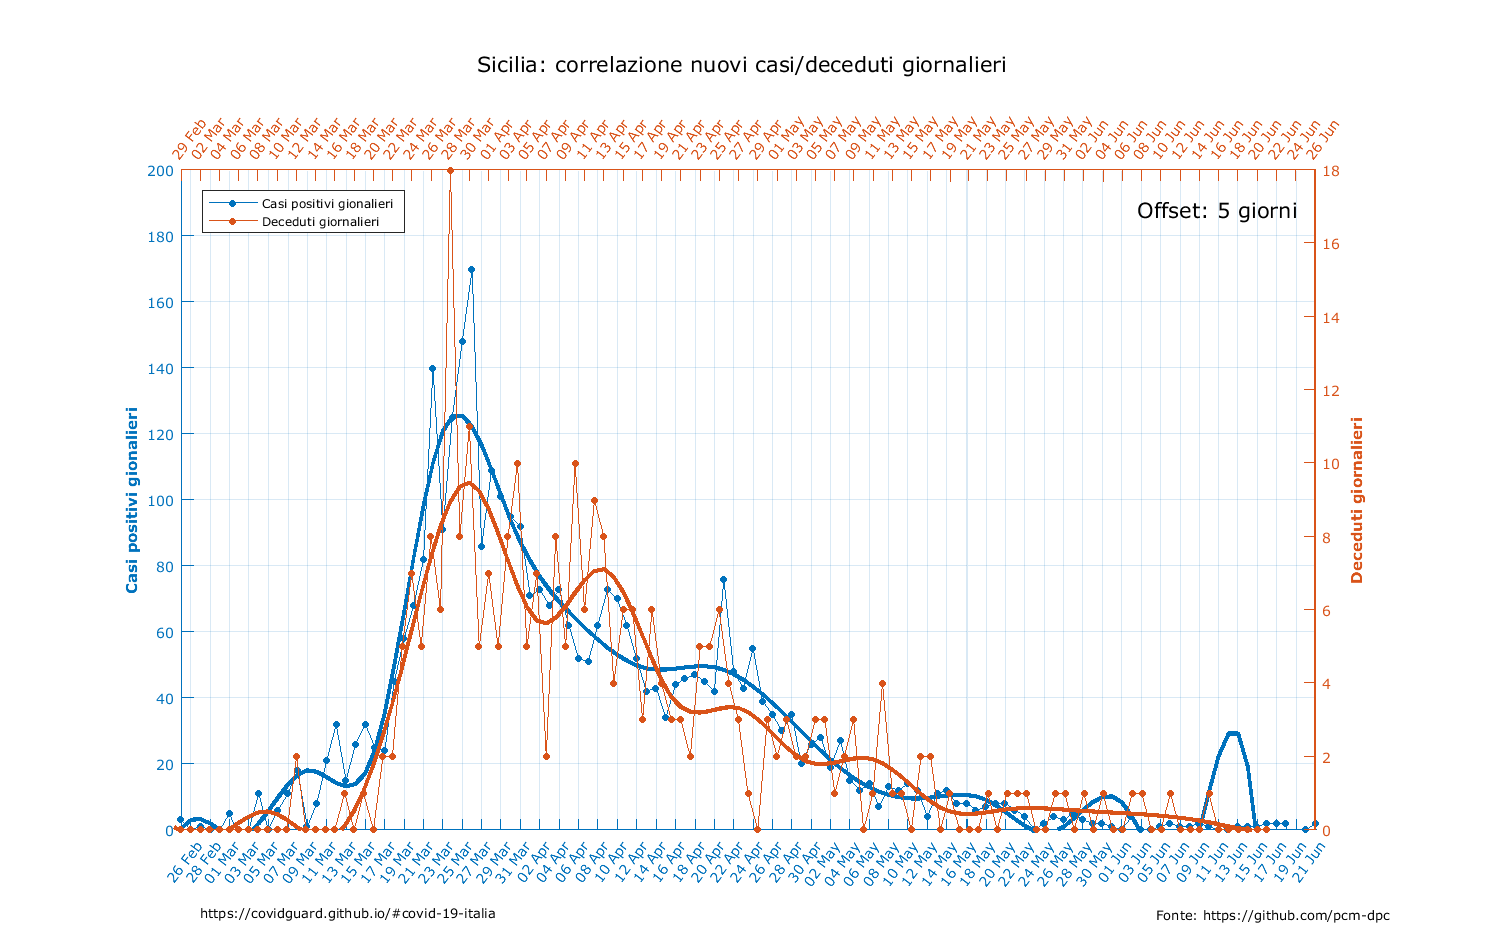 Sicilia: correlazione nuovi casi/deceduti giornalieri
29 Feb 02 Mar 04 Mar 06 Mar 08 Mar 10 Mar 12 Mar 14 Mar 16 Mar 18 Mar 20 Mar 22 Mar 24 Mar 26 Mar 28 Mar 30 Mar 01 Apr 03 Apr 05 Apr 07 Apr 09 Apr 11 Apr 13 Apr 15 Apr 17 Apr 19 Apr 21 Apr 23 Apr 25 Apr 27 Apr 29 Apr 01 May 03 May 05 May 07 May 09 May 11 May 13 May 15 May 17 May 19 May 21 May 23 May 25 May 27 May 29 May 31 May 02 Jun 04 Jun 06 Jun 08 Jun 10 Jun 12 Jun 14 Jun 16 Jun 18 Jun 20 Jun 22 Jun 24 Jun 26 Jun
200
180
160
140
120
100
80
60
40
20
0
Casi positivi gionalieri
Casi positivi gionalieri
Deceduti giornalieri
Offset: 5 giorni
18
16
14
12
10
8
6
4
2
0
Deceduti giornalieri
26 Feb 28 Feb 01 Mar 03 Mar 05 Mar 07 Mar 09 Mar 11 Mar 13 Mar 15 Mar 17 Mar 19 Mar 21 Mar 23 Mar 25 Mar 27 Mar 29 Mar 31 Mar 02 Apr 04 Apr 06 Apr 08 Apr 10 Apr 12 Apr 14 Apr 16 Apr 18 Apr 20 Apr 22 Apr 24 Apr 26 Apr 28 Apr 30 Apr 02 May 04 May 06 May 08 May 10 May 12 May 14 May 16 May 18 May 20 May 22 May 24 May 26 May 28 May 30 May 01 Jun 03 Jun 05 Jun 07 Jun 09 Jun 11 Jun 13 Jun 15 Jun 17 Jun 19 Jun 21 Jun
https://covidguard.github.io/#covid-19-italia
Fonte: https://github.com/pcm-dpc